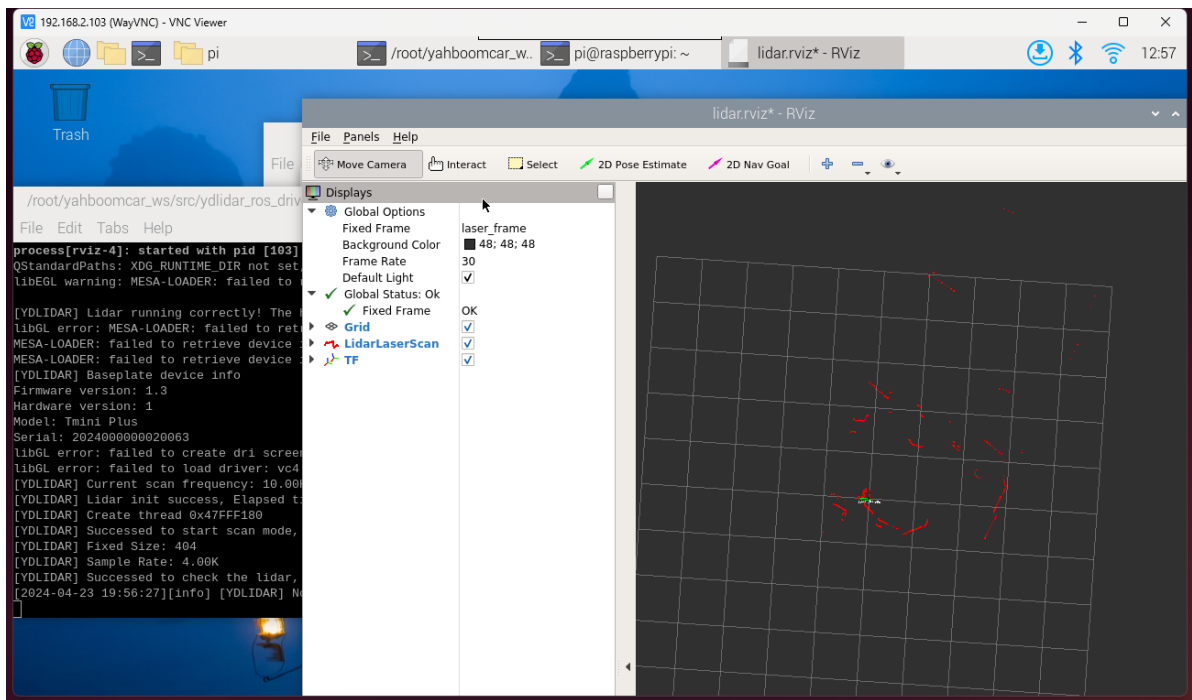 192.168.2.103 (WayVNC) - VNC Viewer
pi
/root/yahboomcar_w..
pi@raspberrypi: ~
lidar.rviz* - RViz
12:57
Trash
lidar.rviz* - RViz
File Panels Help
File
Move Camera Interact Select 2D Pose Estimate 2D Nav Goal
Displays
Global Options
Fixed Frame laser_frame
Background Color 48; 48; 48
Frame Rate 30
Default Light
Global Status: Ok
Fixed Frame OK
Grid
LidarLaserScan
TF
/root/yahboomcar_ws/src/ydlidar_ros_driv
File Edit Tabs Help
process[rviz-4]: started with pid [103]
QStandardPaths: XDG_RUNTIME_DIR not set,
libEGL warning: MESA-LOADER: failed to
[YDLIDAR] Lidar running correctly! The
libGL error: MESA-LOADER: failed to retr
MESA-LOADER: failed to retrieve device
MESA-LOADER: failed to retrieve device
[YDLIDAR] Baseplate device info
Firmware version: 1.3
Hardware version: 1
Model: Tmini Plus
Serial: 2024000000020063
libGL error: failed to create dri screen
libGL error: failed to load driver: vc4
[YDLIDAR] Current scan frequency: 10.00
[YDLIDAR] Lidar init success, Elapsed t
[YDLIDAR] Create thread 0x47FFF180
[YDLIDAR] Successed to start scan mode,
[YDLIDAR] Fixed Size: 404
[YDLIDAR] Sample Rate: 4.00K
[YDLIDAR] Successed to check the lidar,
[2024-04-23 19:56:27][info] [YDLIDAR] N